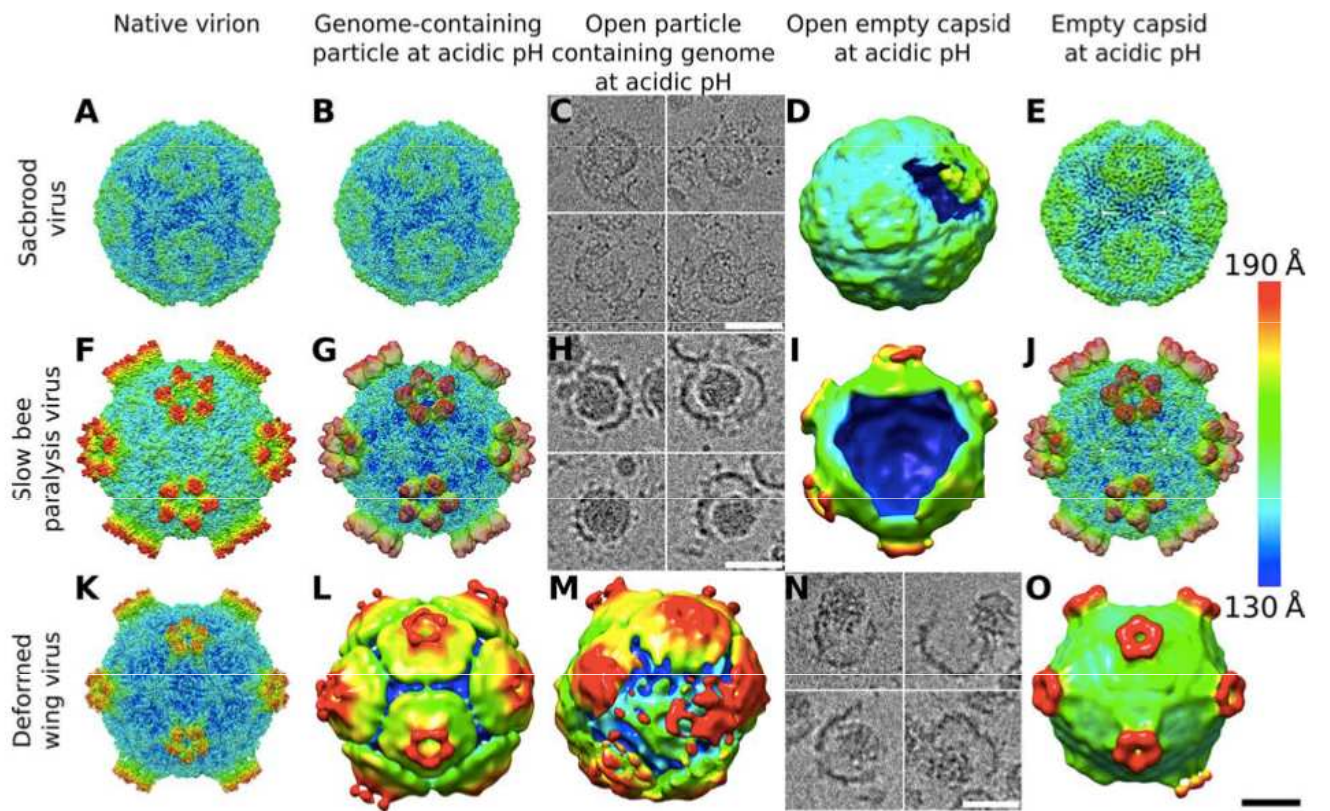 Native virion
Genome-containing
particle at acidic pH
Open particle
containing genome
at acidic pH
Open empty capsid
at acidic pH
Empty capsid
at acidic pH
Sacbrood
virus
A
B
C
D
E
190 Å
Slow bee
paralysis virus
F
G
H
I
J
130 Å
Deformed
wing virus
K
L
M
N
O